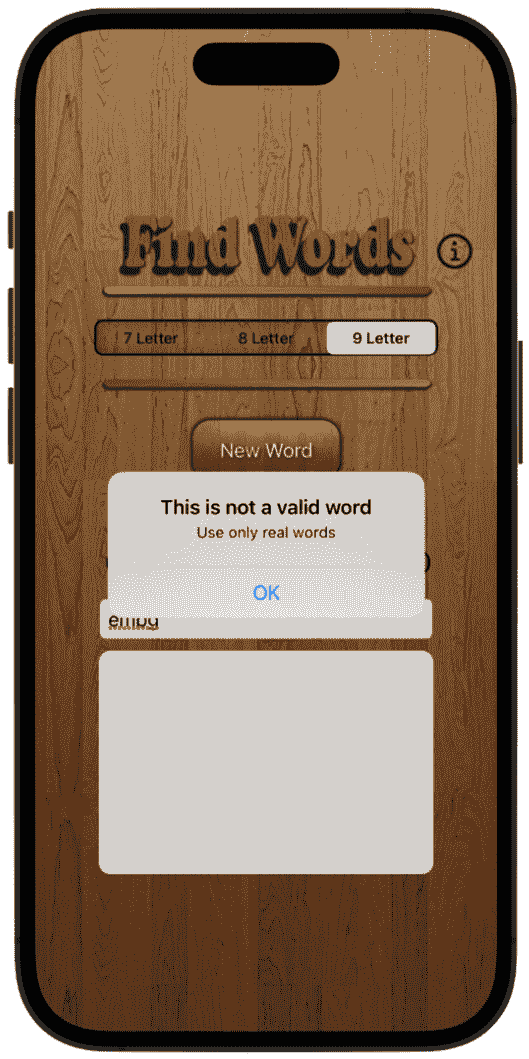 Find Words
7 Letter 8 Letter 9 Letter
New Word
This is not a valid word
Use only real words
OK